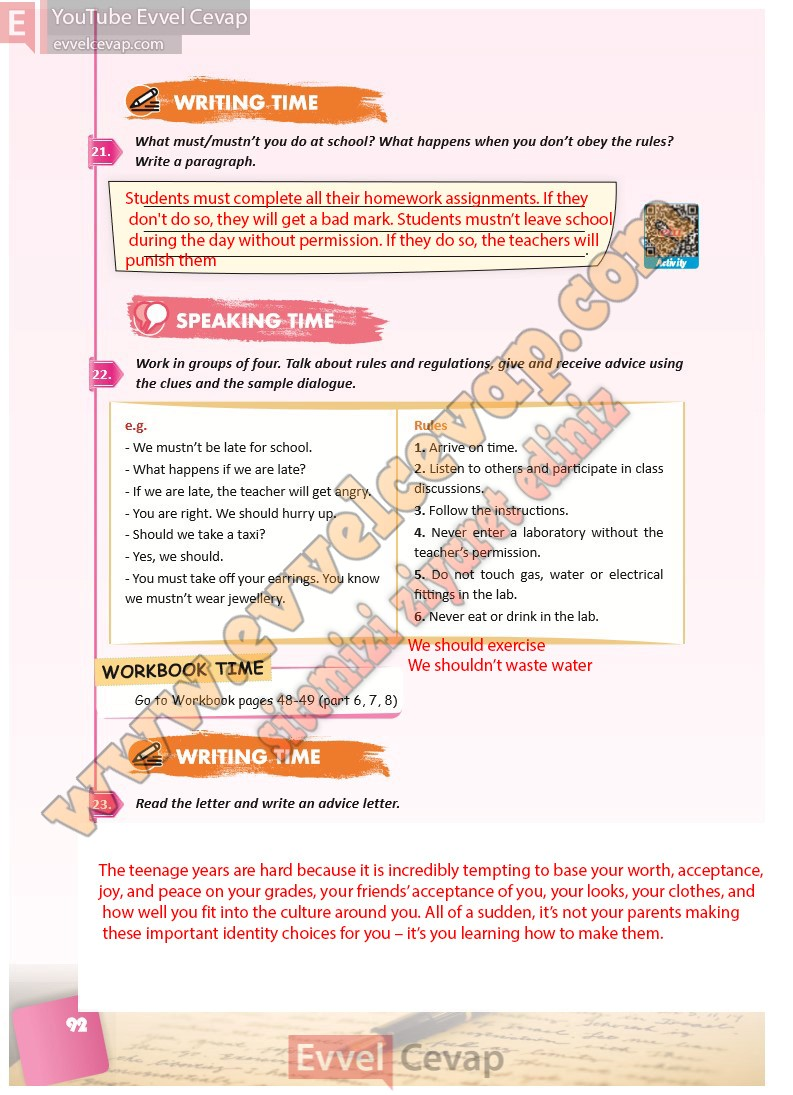 E
YouTube Evvel Cevap
evvelcevap.com
WRITING TIME
21.
What must/mustn't you do at school? What happens when you don't obey the rules?
Write a paragraph.
Students must complete all their homework assignments. If they
don't do so, they will get a bad mark. Students mustn't leave school
during the day without permission. If they do so, the teachers will
punish them
.
Activity
SPEAKING TIME
22.
Work in groups of four. Talk about rules and regulations, give and receive advice using
the clues and the sample dialogue.
e.g.
- We mustn't be late for school.
- What happens if we are late?
- If we are late, the teacher will get angry.
- You are right. We should hurry up.
- Should we take a taxi?
- Yes, we should.
- You must take off your earrings. You know
we mustn't wear jewellery.
Rules
1. Arrive on time.
2. Listen to others and participate in class
discussions.
3. Follow the instructions.
4. Never enter a laboratory without the
teacher's permission.
5. Do not touch gas, water or electrical
fittings in the lab.
6. Never eat or drink in the lab.
We should exercise
We shouldn't waste water
WORKBOOK TIME
Go to Workbook pages 48-49 (part 6, 7, 8)
WRITING TIME
23.
Read the letter and write an advice letter.
The teenage years are hard because it is incredibly tempting to base your worth, acceptance,
joy, and peace on your grades, your friends' acceptance of you, your looks, your clothes, and
how well you fit into the culture around you. All of a sudden, it's not your parents making
these important identity choices for you – it's you learning how to make them.
92
Evvel Cevap
www.evvelcevap.com
sitemizi ziyaret ediniz